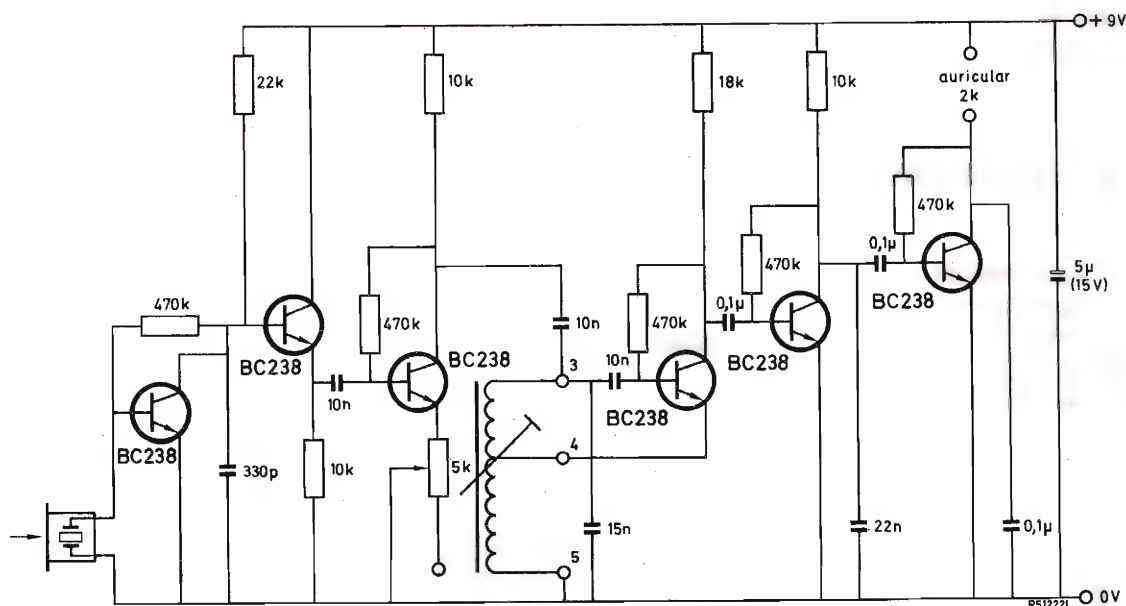 + 9V
22k
10k
18k
10k
auricular
2k
470k
0,1µ
BC238
5µ
(15V)
470k
0,1µ
BC238
470k
10n
BC238
470k
BC238
10n
470k
BC238
10n
3
4
5
5k
10k
330p
BC238
15n
22n
0,1µ
0V